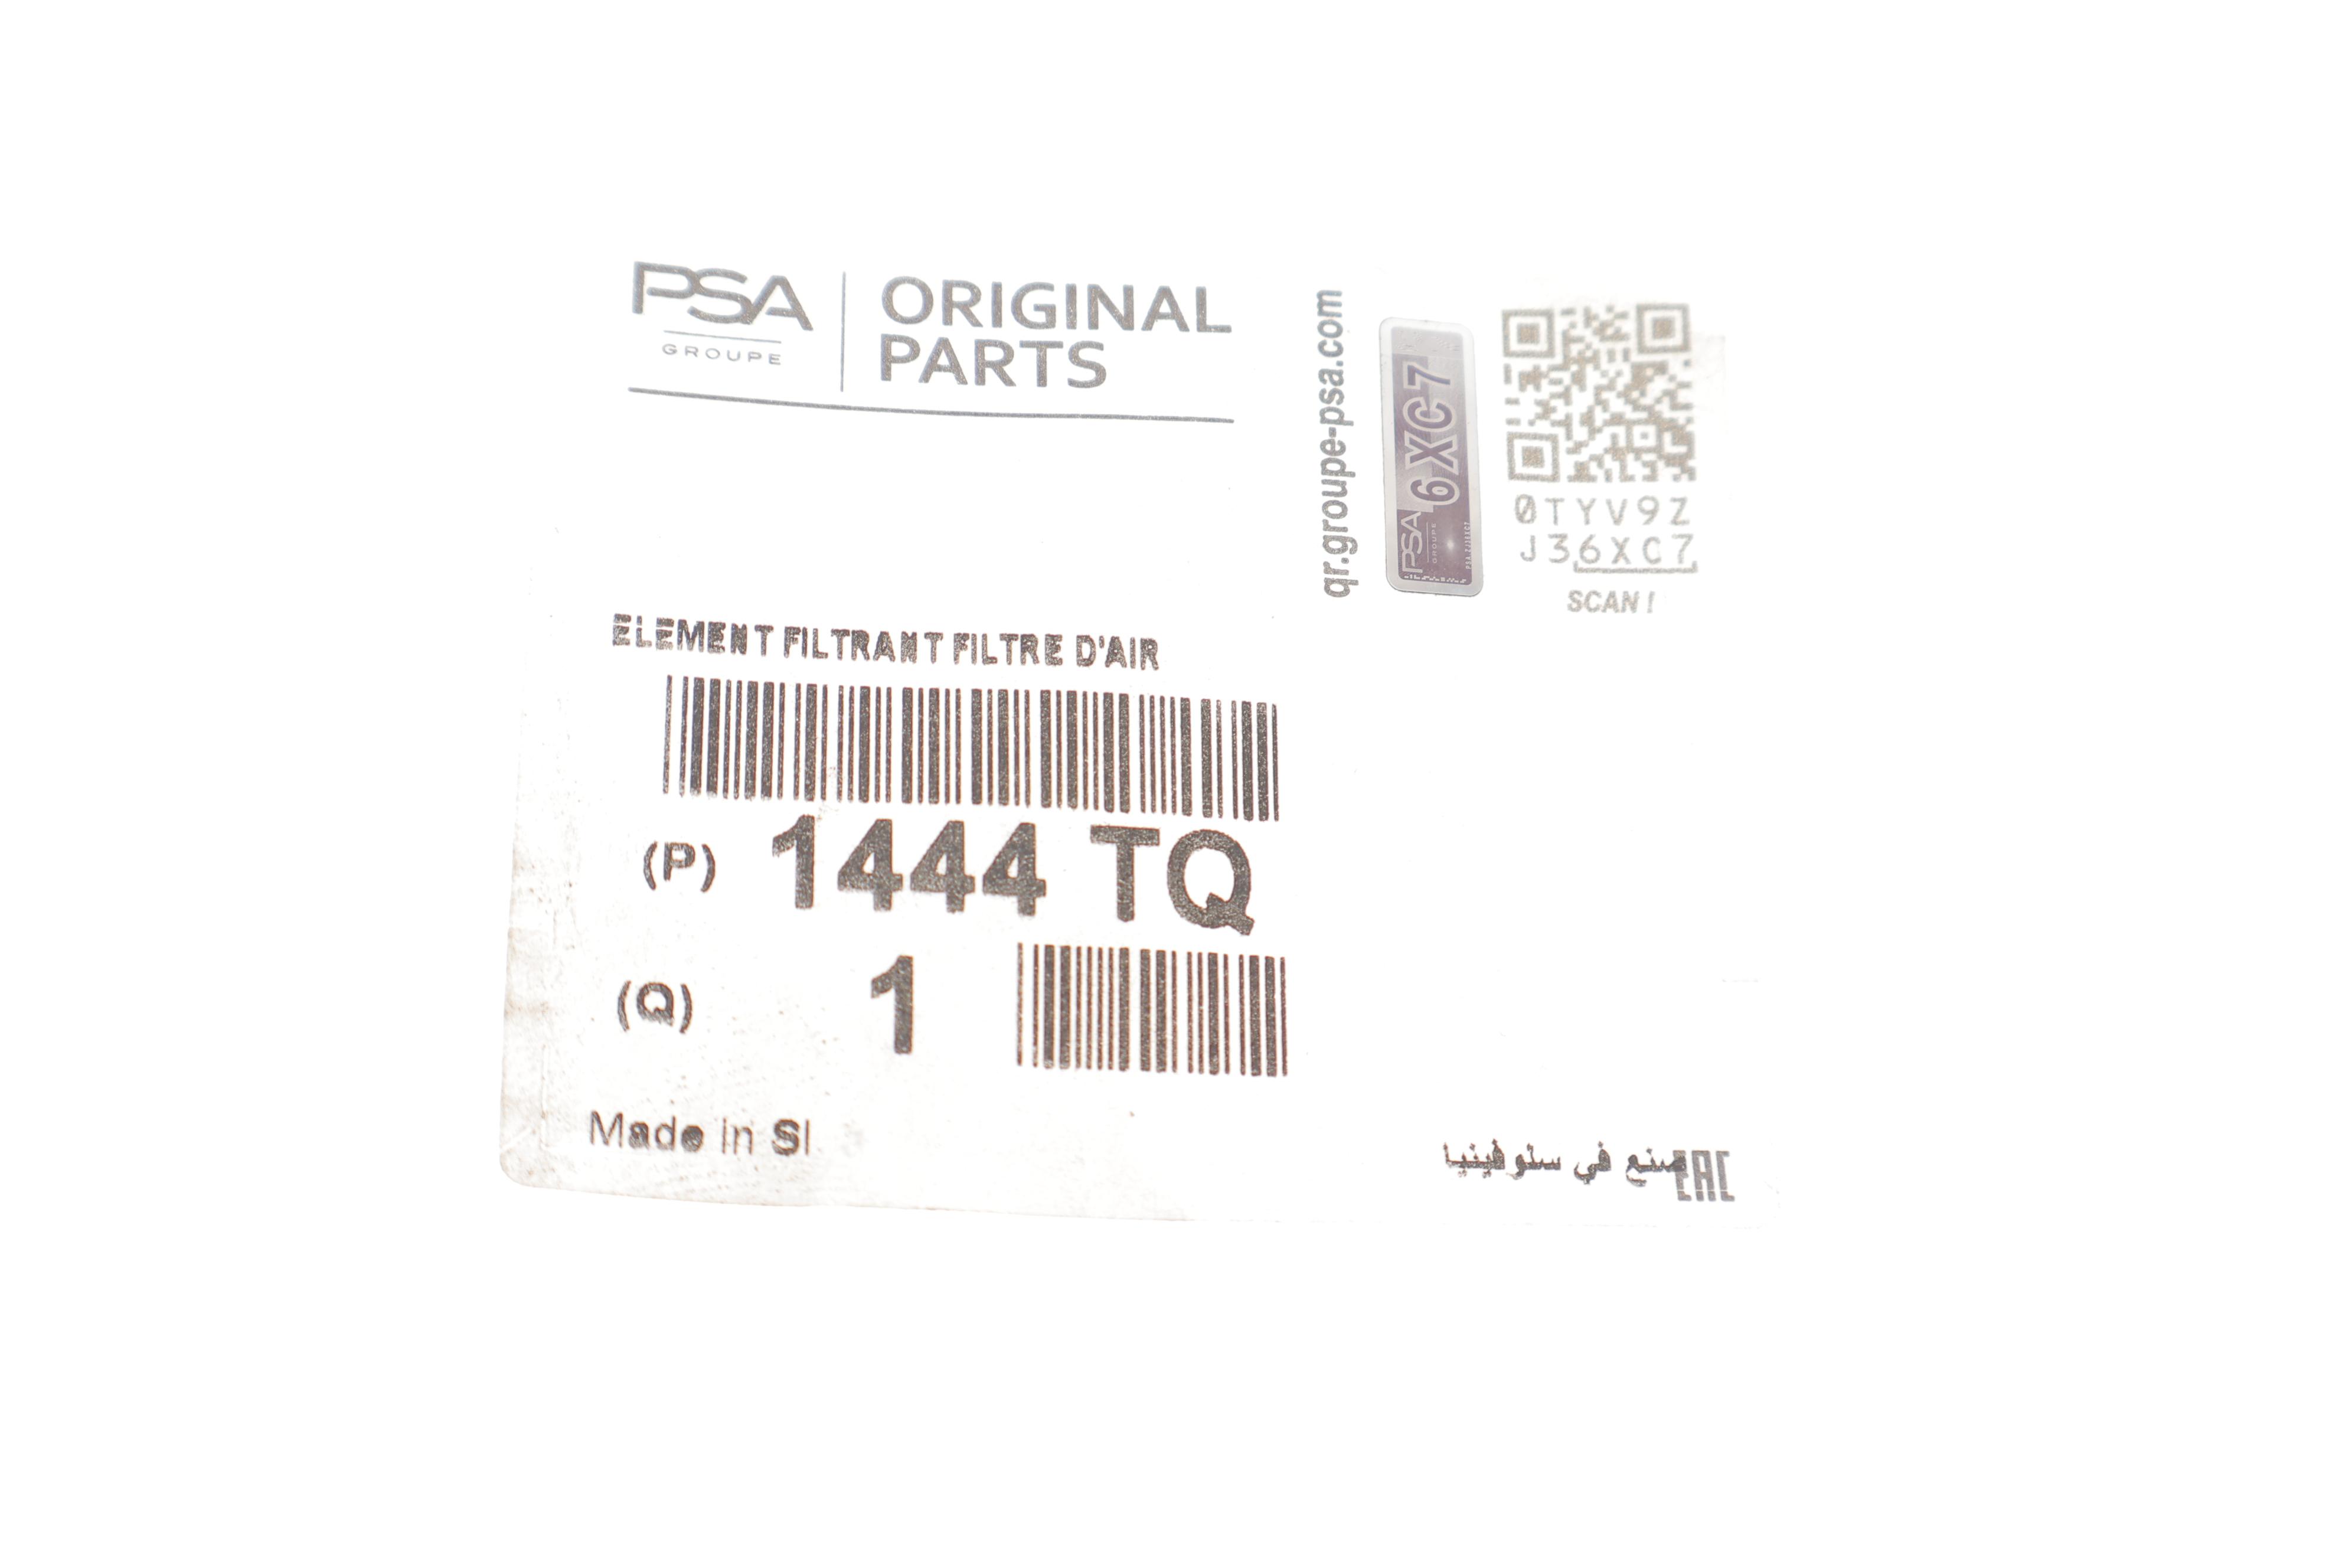 PSA
GROUPE
ORIGINAL
PARTS
qr.groupe-psa.com
PSA
GROUPE
6XC7
0TYV9Z
J36XC7
SCAN !
ELEMENT FILTRANT FILTRE D'AIR
(P) 1444 TQ
(Q) 1
Made in SI
صنع في سلوفينيا
EAC